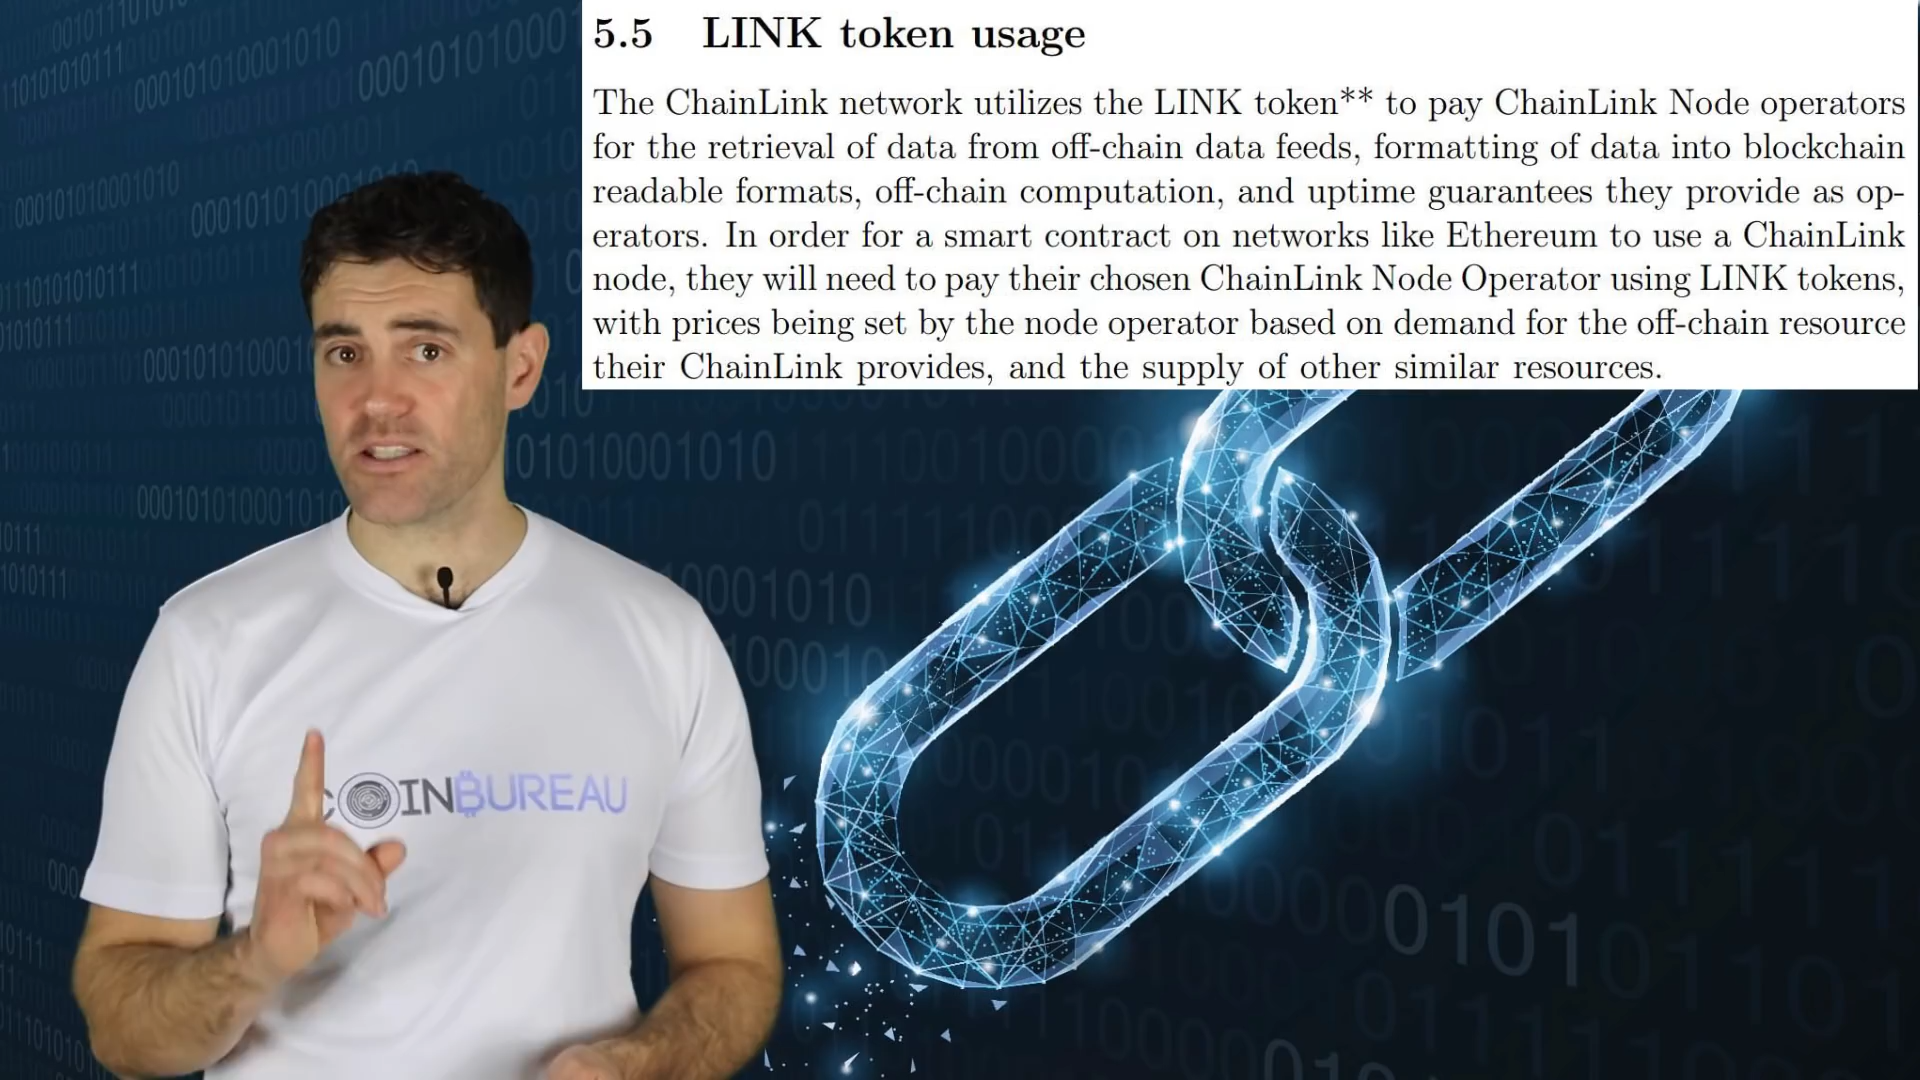 5.5 LINK token usage
The ChainLink network utilizes the LINK token** to pay ChainLink Node operators
for the retrieval of data from off-chain data feeds, formatting of data into blockchain
readable formats, off-chain computation, and uptime guarantees they provide as op-
erators. In order for a smart contract on networks like Ethereum to use a ChainLink
node, they will need to pay their chosen ChainLink Node Operator using LINK tokens,
with prices being set by the node operator based on demand for the off-chain resource
their ChainLink provides, and the supply of other similar resources.
COINBUREAU
0101